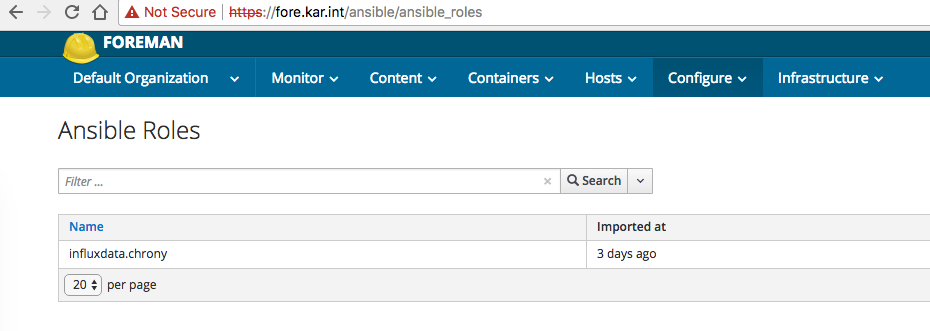 Not Secure https://fore.kar.int/ansible/ansible_roles
FOREMAN
Default Organization Monitor Content Containers Hosts Configure Infrastructure
Ansible Roles
Filter ... × Search
Name Imported at
influxdata.chrony 3 days ago
20 per page